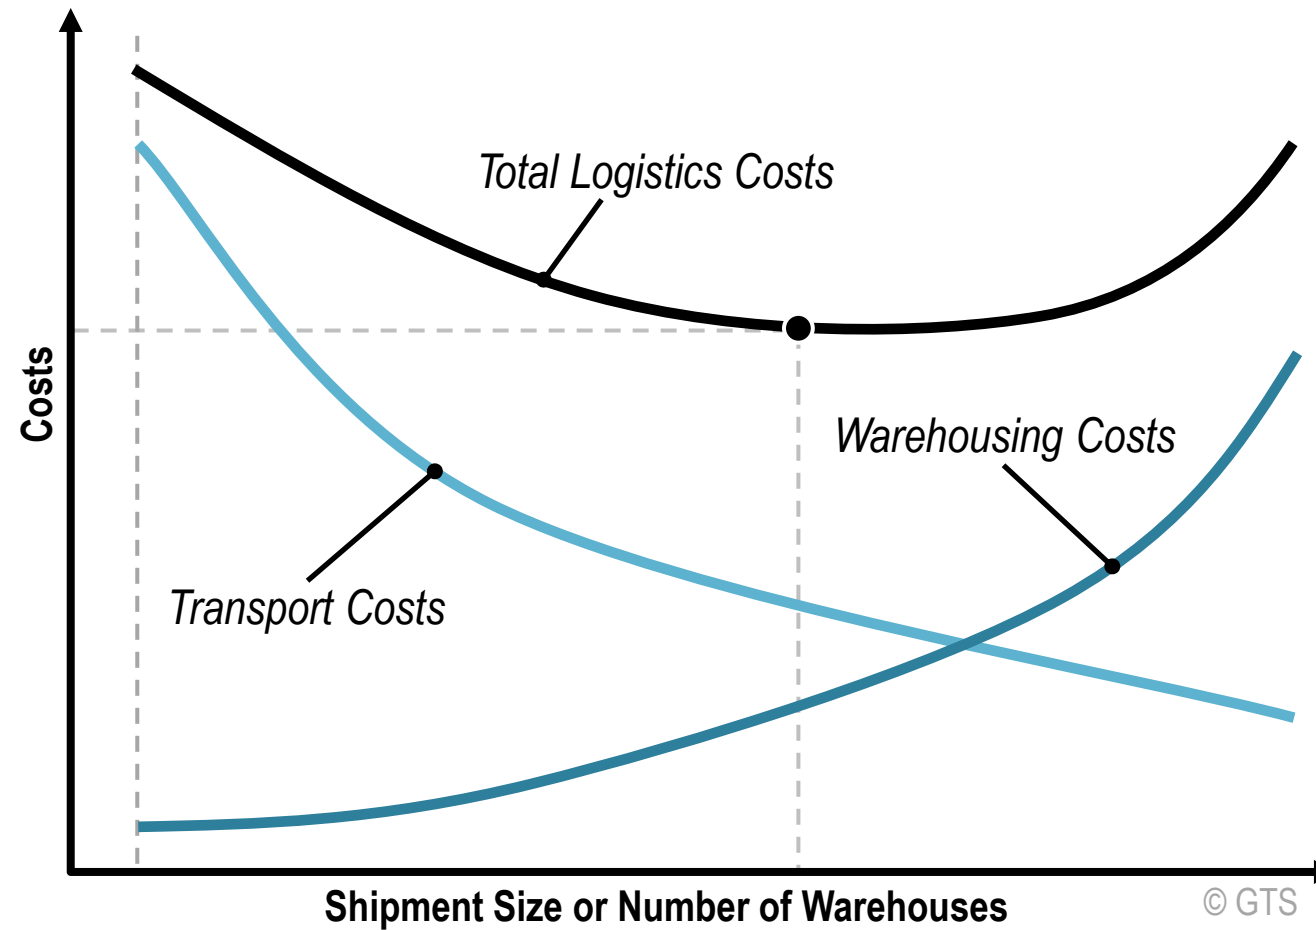 Total Logistics Costs
Costs
Warehousing Costs
Transport Costs
Shipment Size or Number of Warehouses
© GTS